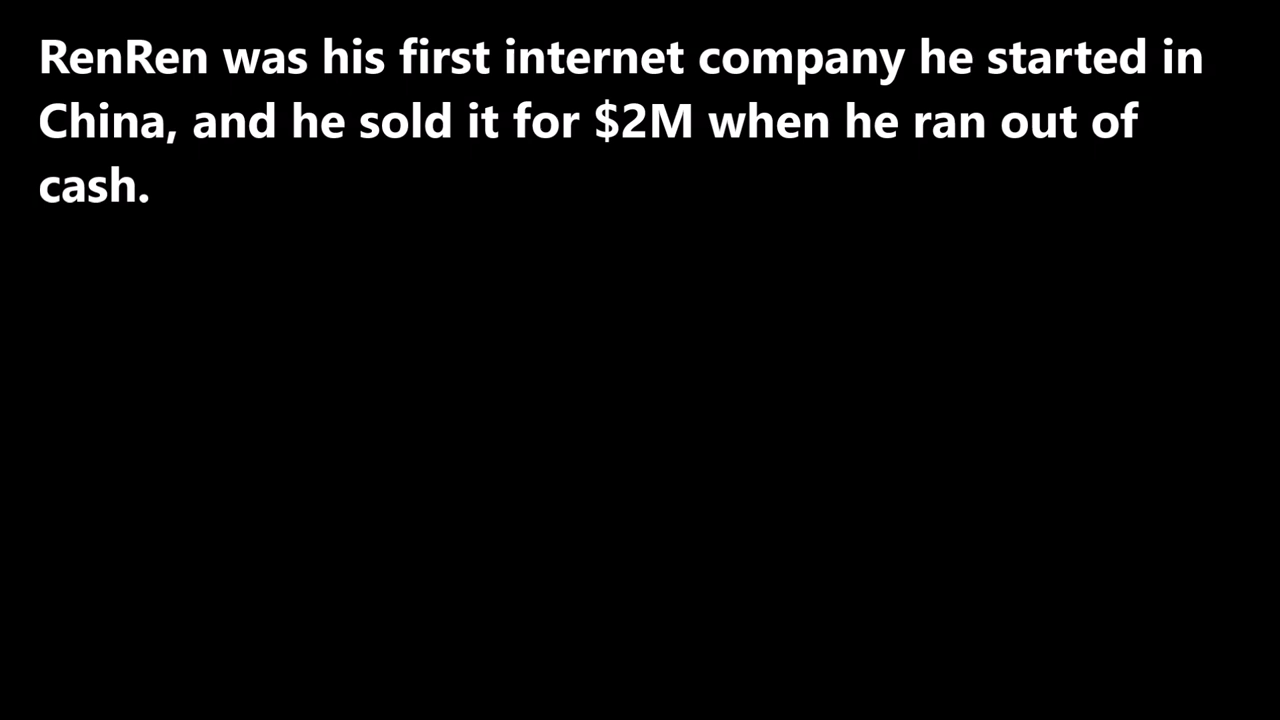 RenRen was his first internet company he started in
China, and he sold it for $2M when he ran out of
cash.